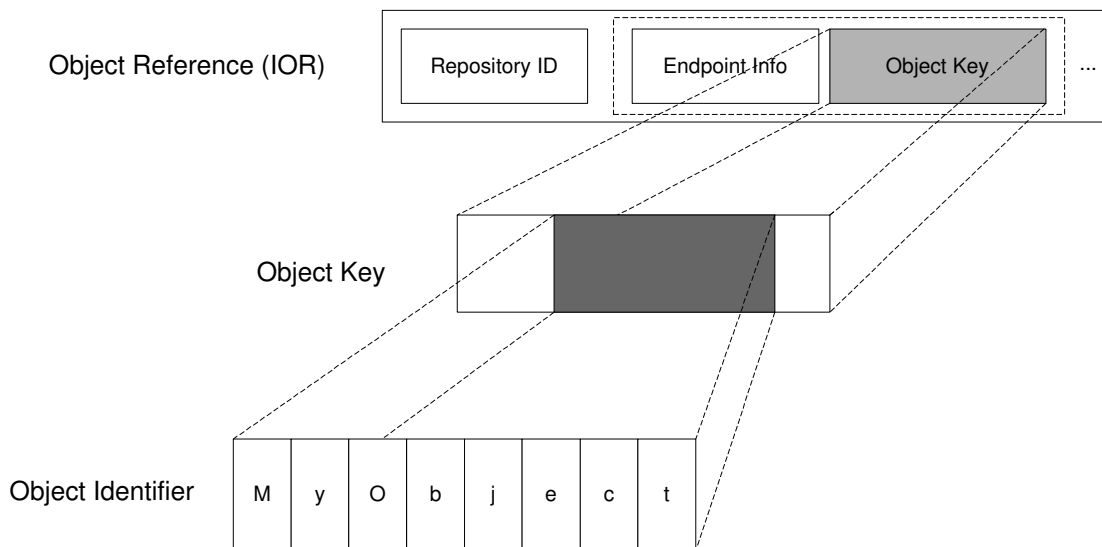 Object Reference (IOR)
Repository ID
Endpoint Info
Object Key
...
Object Key
Object Identifier
M y O b j e c t